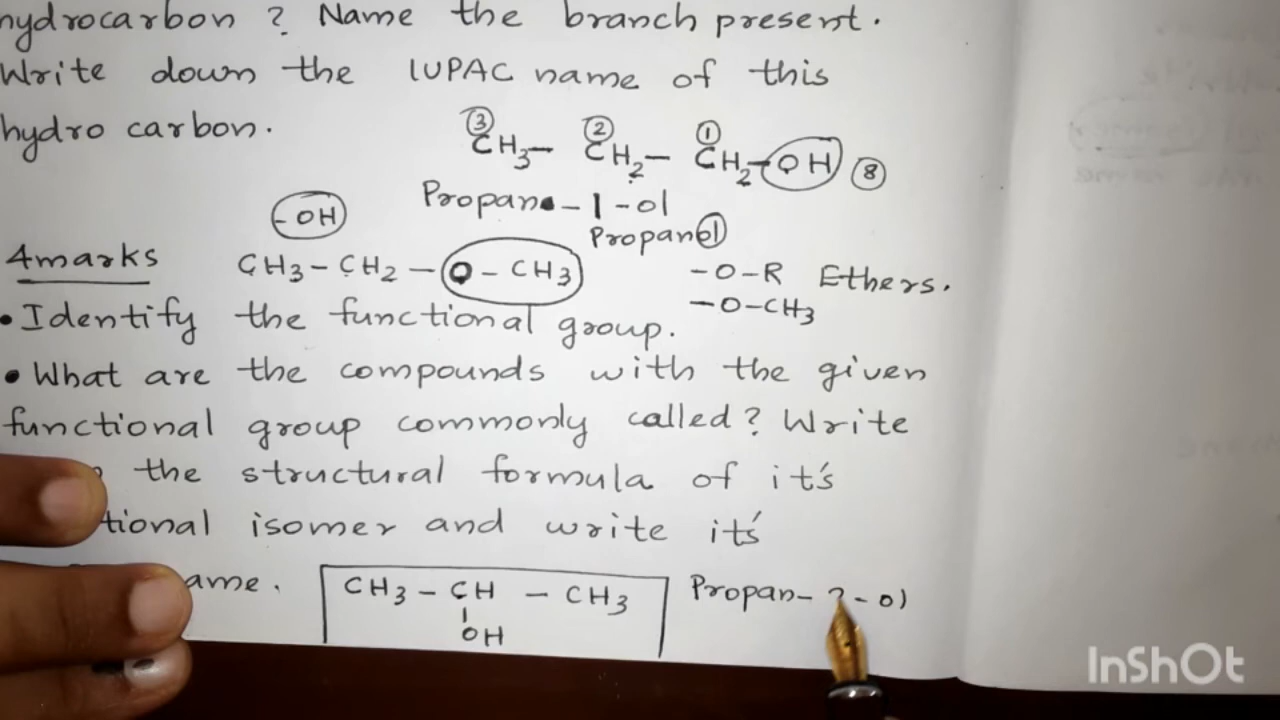 hydrocarbon? Name the branch present.
Write down the IUPAC name of this
hydro carbon.
3 2 1
CH3 – CH2 – CH2 – OH 8
Propan – 1 – ol
– OH
Propanol
4marks CH3 – CH2 – O – CH3 – O – R Ethers.
– O – CH3
• Identify the functional group.
• What are the compounds with the given
functional group commonly called? Write
the structural formula of it's
tional isomer and write it's
ame. CH3 – CH – CH3 Propan – 2 – ol
OH
InShOt